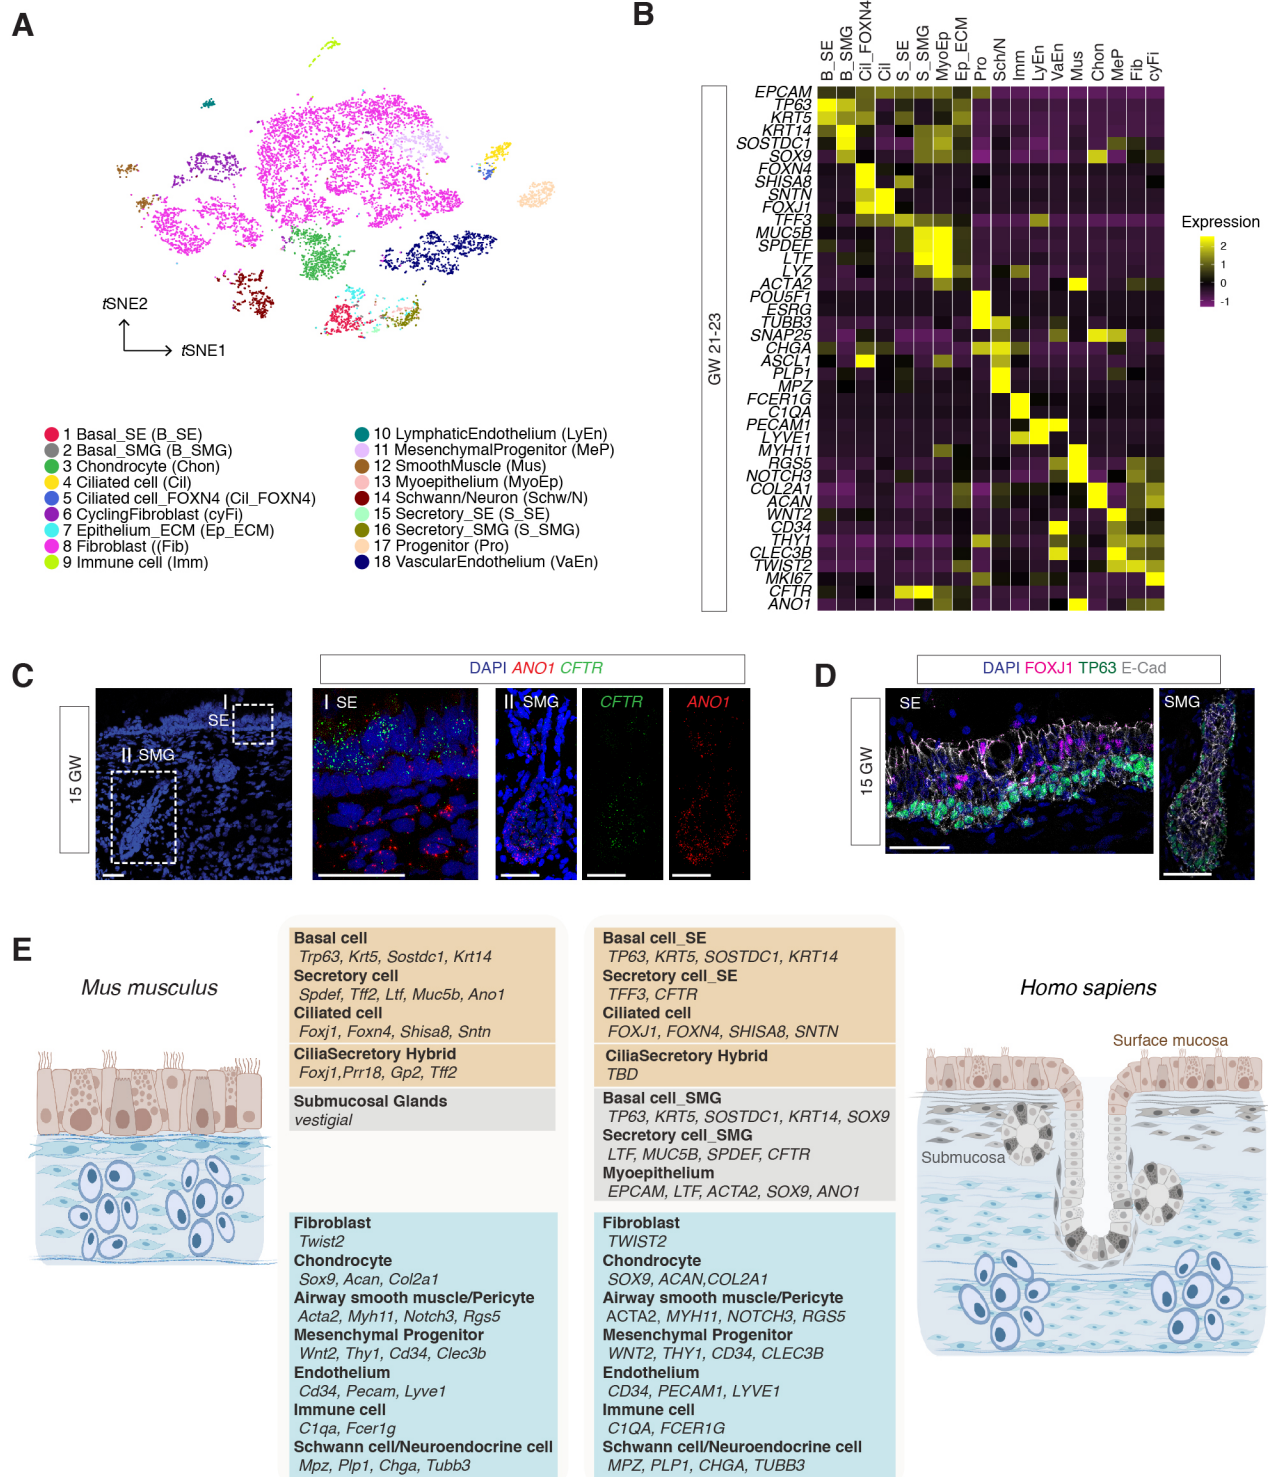 A
tSNE2
tSNE1
1 Basal_SE (B_SE)
2 Basal_SMG (B_SMG)
3 Chondrocyte (Chon)
4 Ciliated cell (Cil)
5 Ciliated cell_FOXN4 (Cil_FOXN4)
6 CyclingFibroblast (cyFi)
7 Epithelium_ECM (Ep_ECM)
8 Fibroblast ((Fib)
9 Immune cell (Imm)
10 LymphaticEndothelium (LyEn)
11 MesenchymalProgenitor (MeP)
12 SmoothMuscle (Mus)
13 Myoepithelium (MyoEp)
14 Schwann/Neuron (Schw/N)
15 Secretory_SE (S_SE)
16 Secretory_SMG (S_SMG)
17 Progenitor (Pro)
18 VascularEndothelium (VaEn)
B
B_SE
B_SMG
Cil_FOXN4
Cil
S_SE
S_SMG
MyoEp
Ep_ECM
Pro
Sch/N
Imm
LyEn
VaEn
Mus
Chon
MeP
Fib
cyFi
GW 21-23
EPCAM
TP63
KRT5
KRT14
SOSTDC1
SOX9
FOXN4
SHISA8
SNTN
FOXJ1
TFF3
MUC5B
SPDEF
LTF
LYZ
ACTA2
POU5F1
ESRG
TUBB3
SNAP25
CHGA
ASCL1
PLP1
MPZ
FCER1G
C1QA
PECAM1
LYVE1
MYH11
RGS5
NOTCH3
COL2A1
ACAN
WNT2
CD34
THY1
CLEC3B
TWIST2
MKI67
CFTR
ANO1
Expression
2
1
0
-1
C
DAPI ANO1 CFTR
15 GW
I
SE
II SMG
I SE
II SMG
CFTR
ANO1
D
DAPI FOXJ1 TP63 E-Cad
15 GW
SE
SMG
E
Mus musculus
Basal cell
Trp63, Krt5, Sostdc1, Krt14
Secretory cell
Spdef, Tff2, Ltf, Muc5b, Ano1
Ciliated cell
Foxj1, Foxn4, Shisa8, Sntn
CiliaSecretory Hybrid
Foxj1,Prr18, Gp2, Tff2
Submucosal Glands
vestigial
Fibroblast
Twist2
Chondrocyte
Sox9, Acan, Col2a1
Airway smooth muscle/Pericyte
Acta2, Myh11, Notch3, Rgs5
Mesenchymal Progenitor
Wnt2, Thy1, Cd34, Clec3b
Endothelium
Cd34, Pecam, Lyve1
Immune cell
C1qa, Fcer1g
Schwann cell/Neuroendocrine cell
Mpz, Plp1, Chga, Tubb3
Basal cell_SE
TP63, KRT5, SOSTDC1, KRT14
Secretory cell_SE
TFF3, CFTR
Ciliated cell
FOXJ1, FOXN4, SHISA8, SNTN
CiliaSecretory Hybrid
TBD
Basal cell_SMG
TP63, KRT5, SOSTDC1, KRT14, SOX9
Secretory cell_SMG
LTF, MUC5B, SPDEF, CFTR
Myoepithelium
EPCAM, LTF, ACTA2, SOX9, ANO1
Fibroblast
TWIST2
Chondrocyte
SOX9, ACAN,COL2A1
Airway smooth muscle/Pericyte
ACTA2, MYH11, NOTCH3, RGS5
Mesenchymal Progenitor
WNT2, THY1, CD34, CLEC3B
Endothelium
CD34, PECAM1, LYVE1
Immune cell
C1QA, FCER1G
Schwann cell/Neuroendocrine cell
MPZ, PLP1, CHGA, TUBB3
Homo sapiens
Surface mucosa
Submucosa